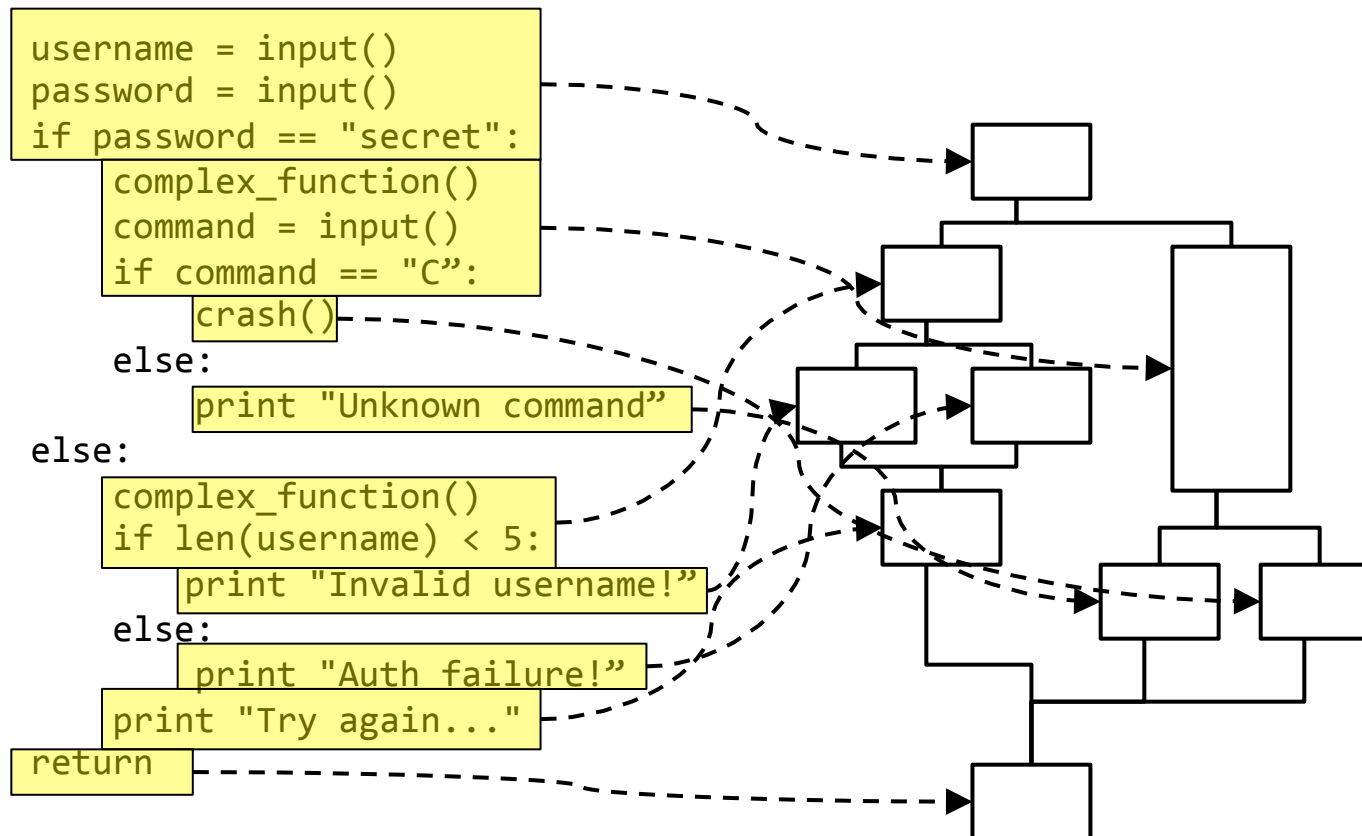 username = input()
password = input()
if password == "secret":
complex_function()
command = input()
if command == "C”:
crash()
else:
print "Unknown command”
else:
complex_function()
if len(username) < 5:
print "Invalid username!”
else:
print "Auth failure!”
print "Try again..."
return